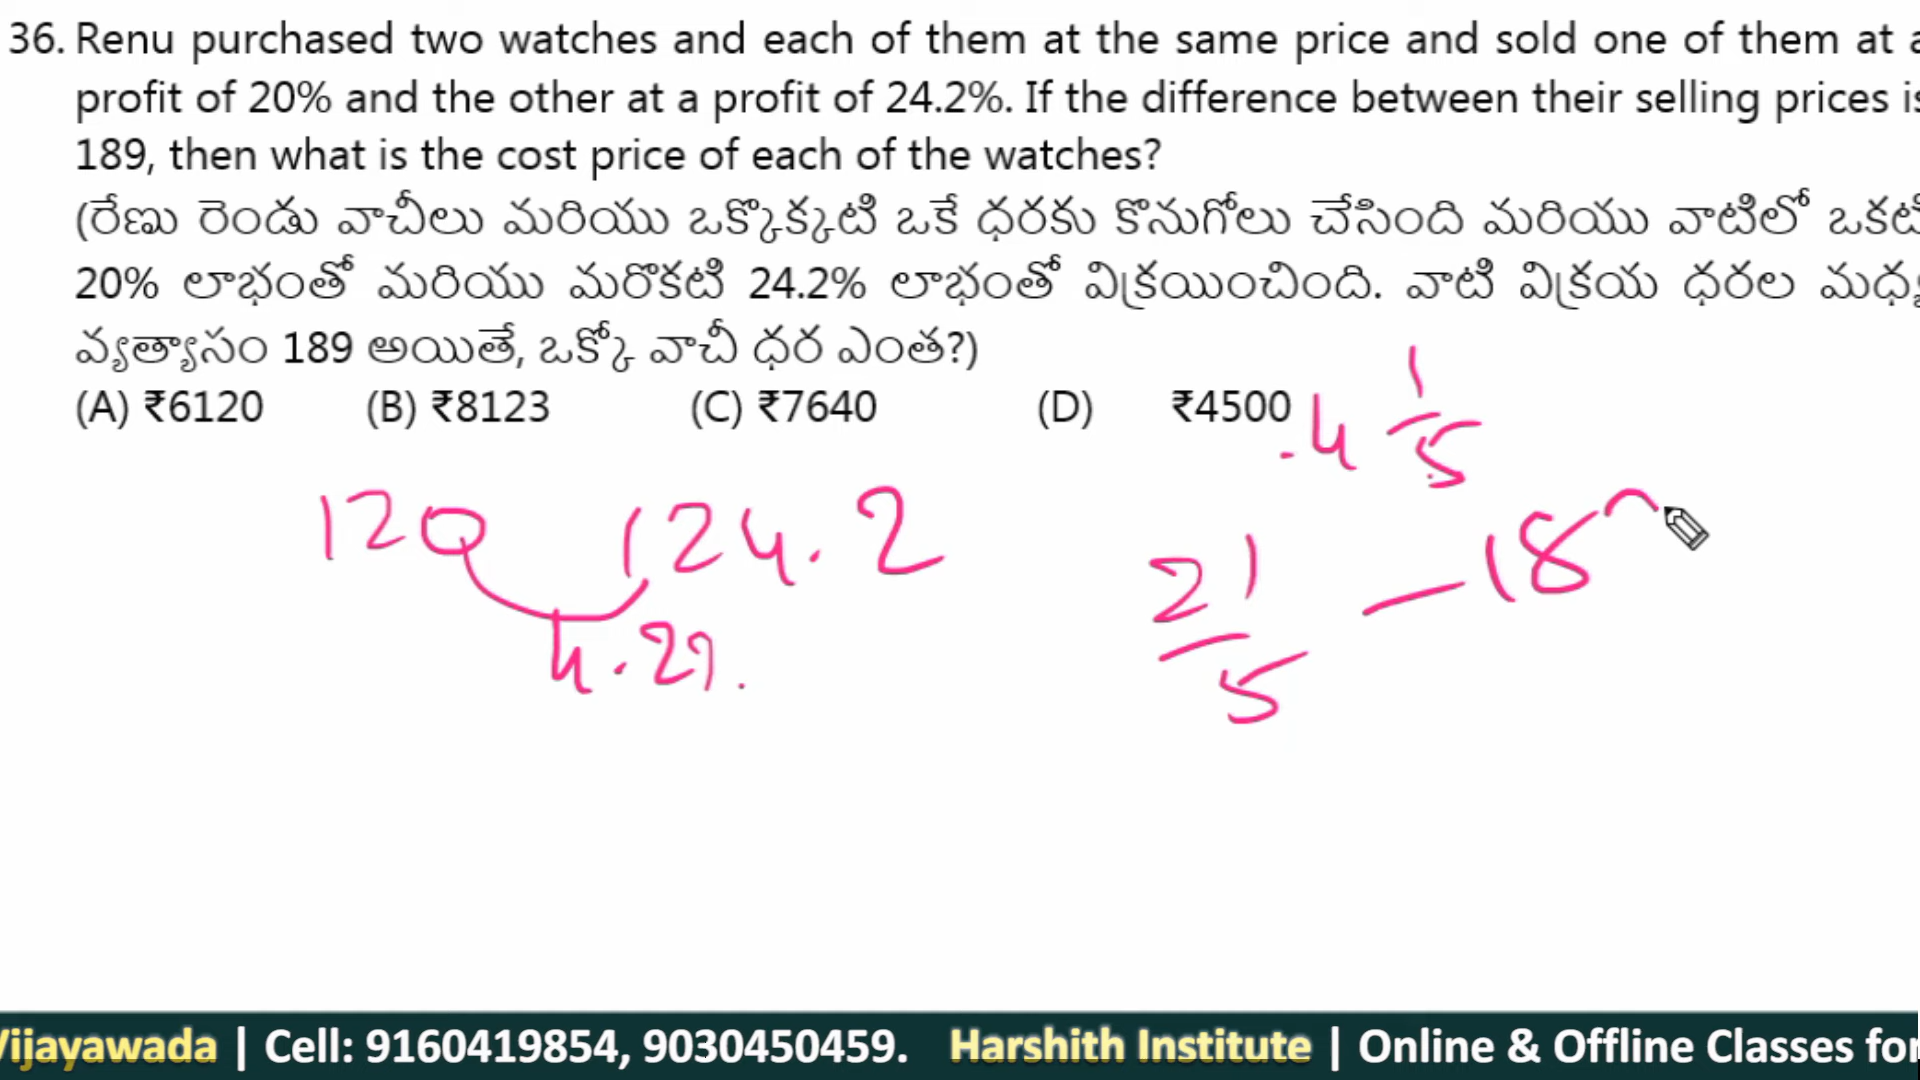 36. Renu purchased two watches and each of them at the same price and sold one of them at a
profit of 20% and the other at a profit of 24.2%. If the difference between their selling prices is
189, then what is the cost price of each of the watches?
(రేణు రెండు వాచీలు మరియు ఒక్కొక్కటి ఒకే ధరకు కొనుగోలు చేసింది మరియు వాటిలో ఒకటి
20% లాభంతో మరియు మరొకటి 24.2% లాభంతో విక్రయించింది. వాటి విక్రయ ధరల మధ్య
వ్యత్యాసం 189 అయితే, ఒక్కో వాచీ ధర ఎంత?)
(A) ₹6120 (B) ₹8123 (C) ₹7640 (D) ₹4500
4 1/5
120 124.2
21/5 — 18
4.2
Vijayawada | Cell: 9160419854, 9030450459. Harshith Institute | Online & Offline Classes for